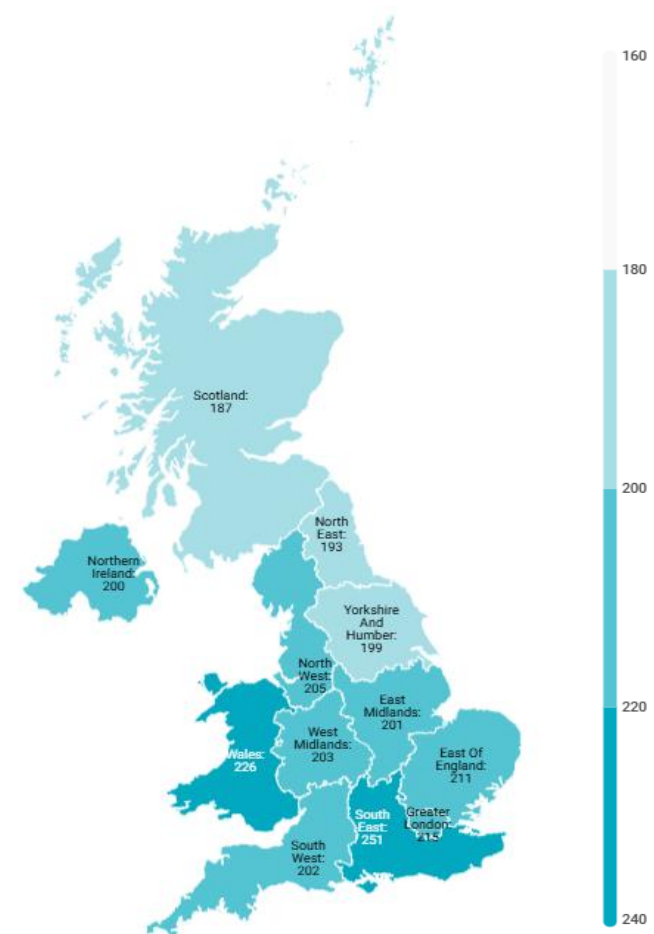 160
180
Scotland:
187
200
North
East:
193
Northern
Ireland:
200
Yorkshire
And
Humber:
199
North
West:
205
East
Midlands:
201
220
West
Midlands:
203
Wales:
226
East Of
England:
211
Greater
London:
215
South
East:
251
South
West:
202
240